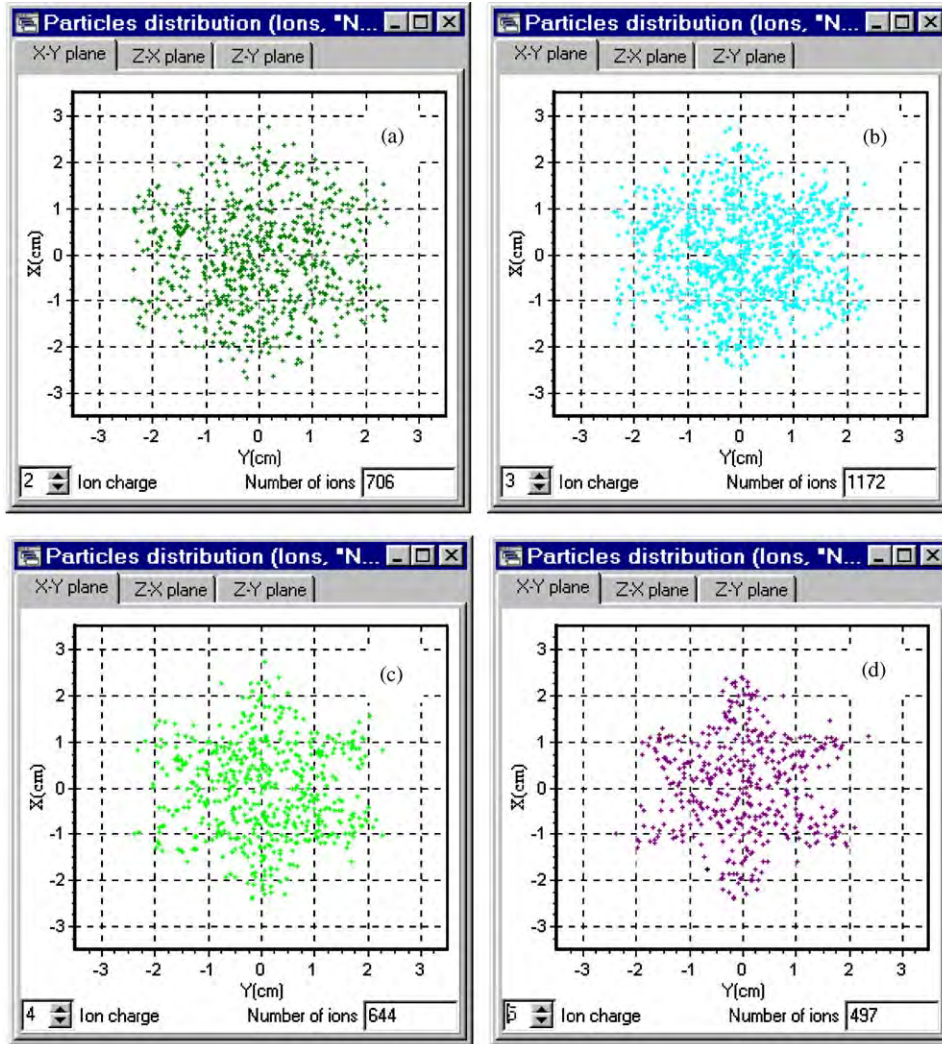 Particles distribution (Ions, "N...
X-Y plane Z-X plane Z-Y plane
(a)
3
2
1
0
-1
-2
-3
X(cm)
-3 -2 -1 0 1 2 3
Y(cm)
2 Ion charge Number of ions 706
Particles distribution (Ions, "N...
X-Y plane Z-X plane Z-Y plane
(b)
3
2
1
0
-1
-2
-3
X(cm)
-3 -2 -1 0 1 2 3
Y(cm)
3 Ion charge Number of ions 1172
Particles distribution (Ions, "N...
X-Y plane Z-X plane Z-Y plane
(c)
3
2
1
0
-1
-2
-3
X(cm)
-3 -2 -1 0 1 2 3
Y(cm)
4 Ion charge Number of ions 644
Particles distribution (Ions, "N...
X-Y plane Z-X plane Z-Y plane
(d)
3
2
1
0
-1
-2
-3
X(cm)
-3 -2 -1 0 1 2 3
Y(cm)
5 Ion charge Number of ions 497